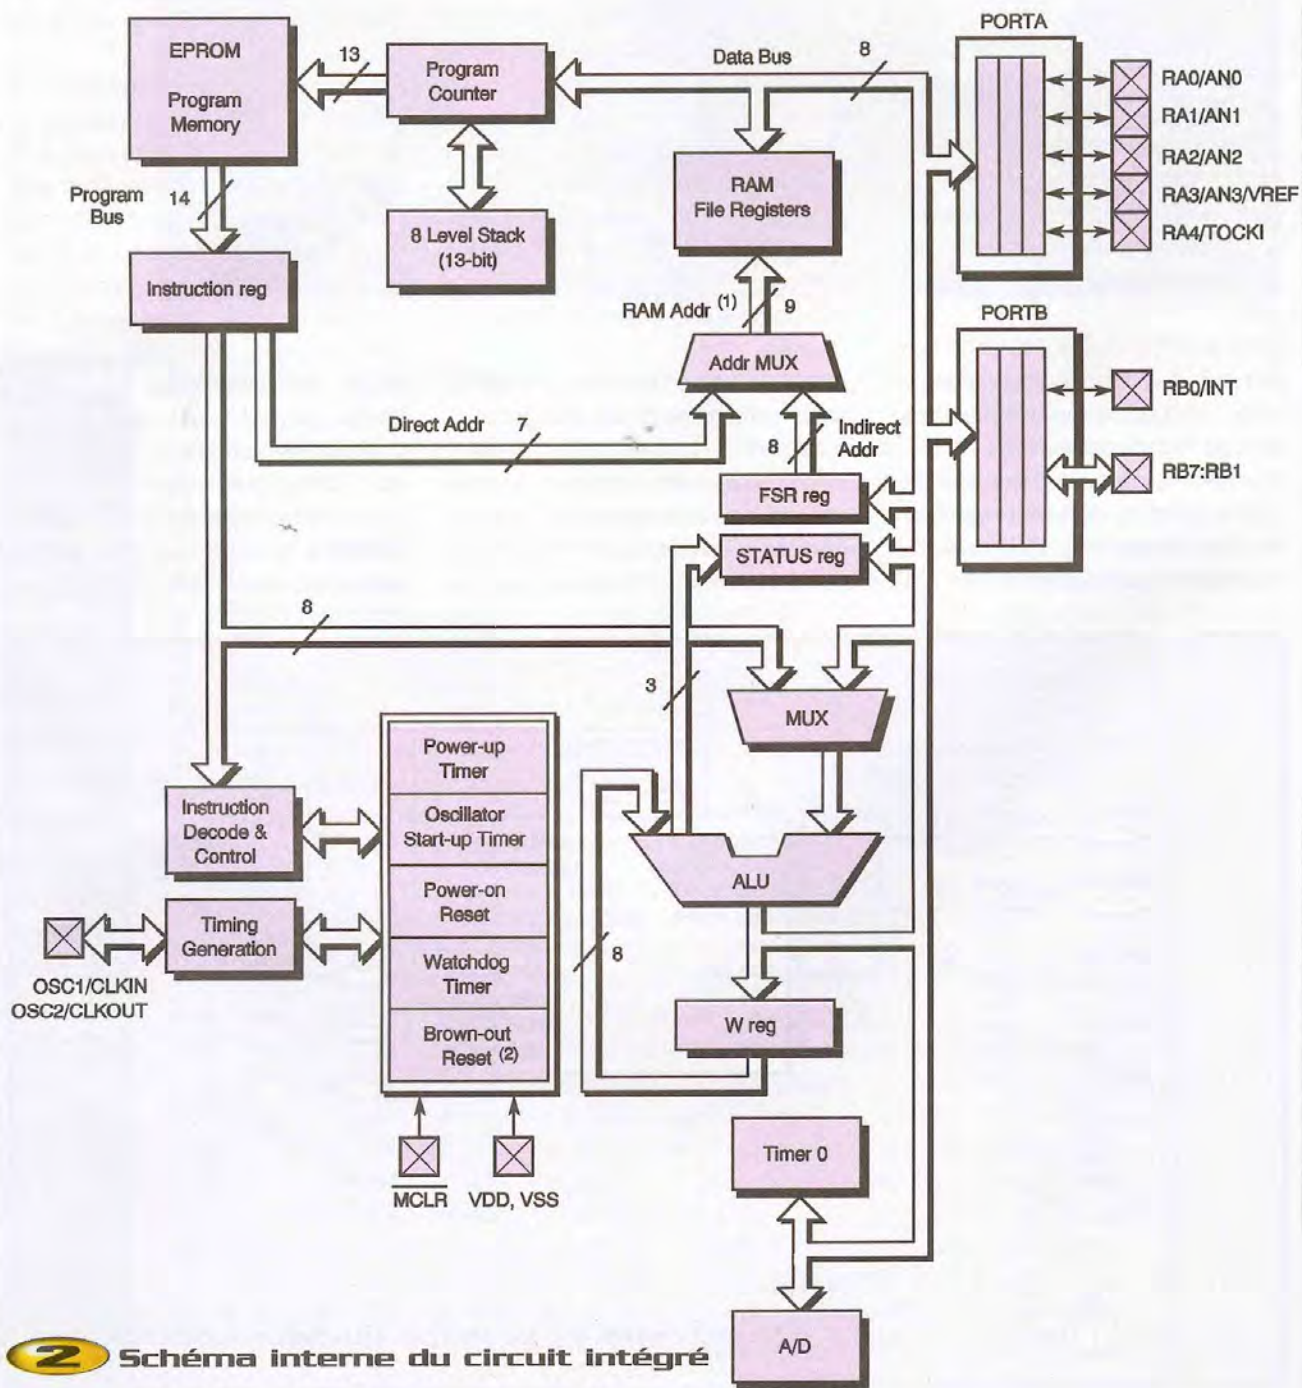 EPROM
Program
Memory
13
Program
Counter
Data Bus
8
PORTA
RA0/AN0
RA1/AN1
RA2/AN2
RA3/AN3/VREF
RA4/TOCKI
Program
Bus
14
8 Level Stack
(13-bit)
RAM
File Registers
Instruction reg
RAM Addr (1)
9
PORTB
Addr MUX
RB0/INT
Direct Addr
7
8
Indirect
Addr
RB7:RB1
FSR reg
STATUS reg
8
3
MUX
Power-up
Timer
Instruction
Decode &
Control
Oscillator
Start-up Timer
ALU
Power-on
Reset
Timing
Generation
8
Watchdog
Timer
OSC1/CLKIN
OSC2/CLKOUT
W reg
Brown-out
Reset (2)
MCLR
VDD, VSS
Timer 0
A/D
2 Schéma interne du circuit intégré